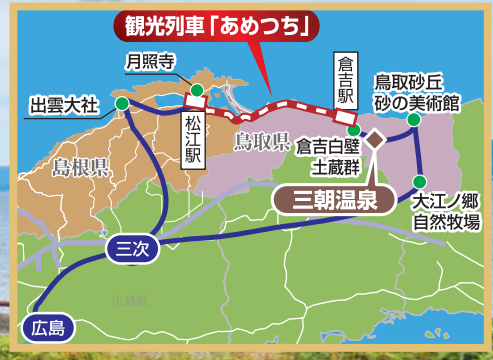 観光列車「あめつち」
月照寺
倉吉駅
鳥取砂丘
砂の美術館
出雲大社
松江駅
鳥取県
倉吉白壁
土蔵群
島根県
三朝温泉
大江ノ郷
自然牧場
三次
広島県
広島